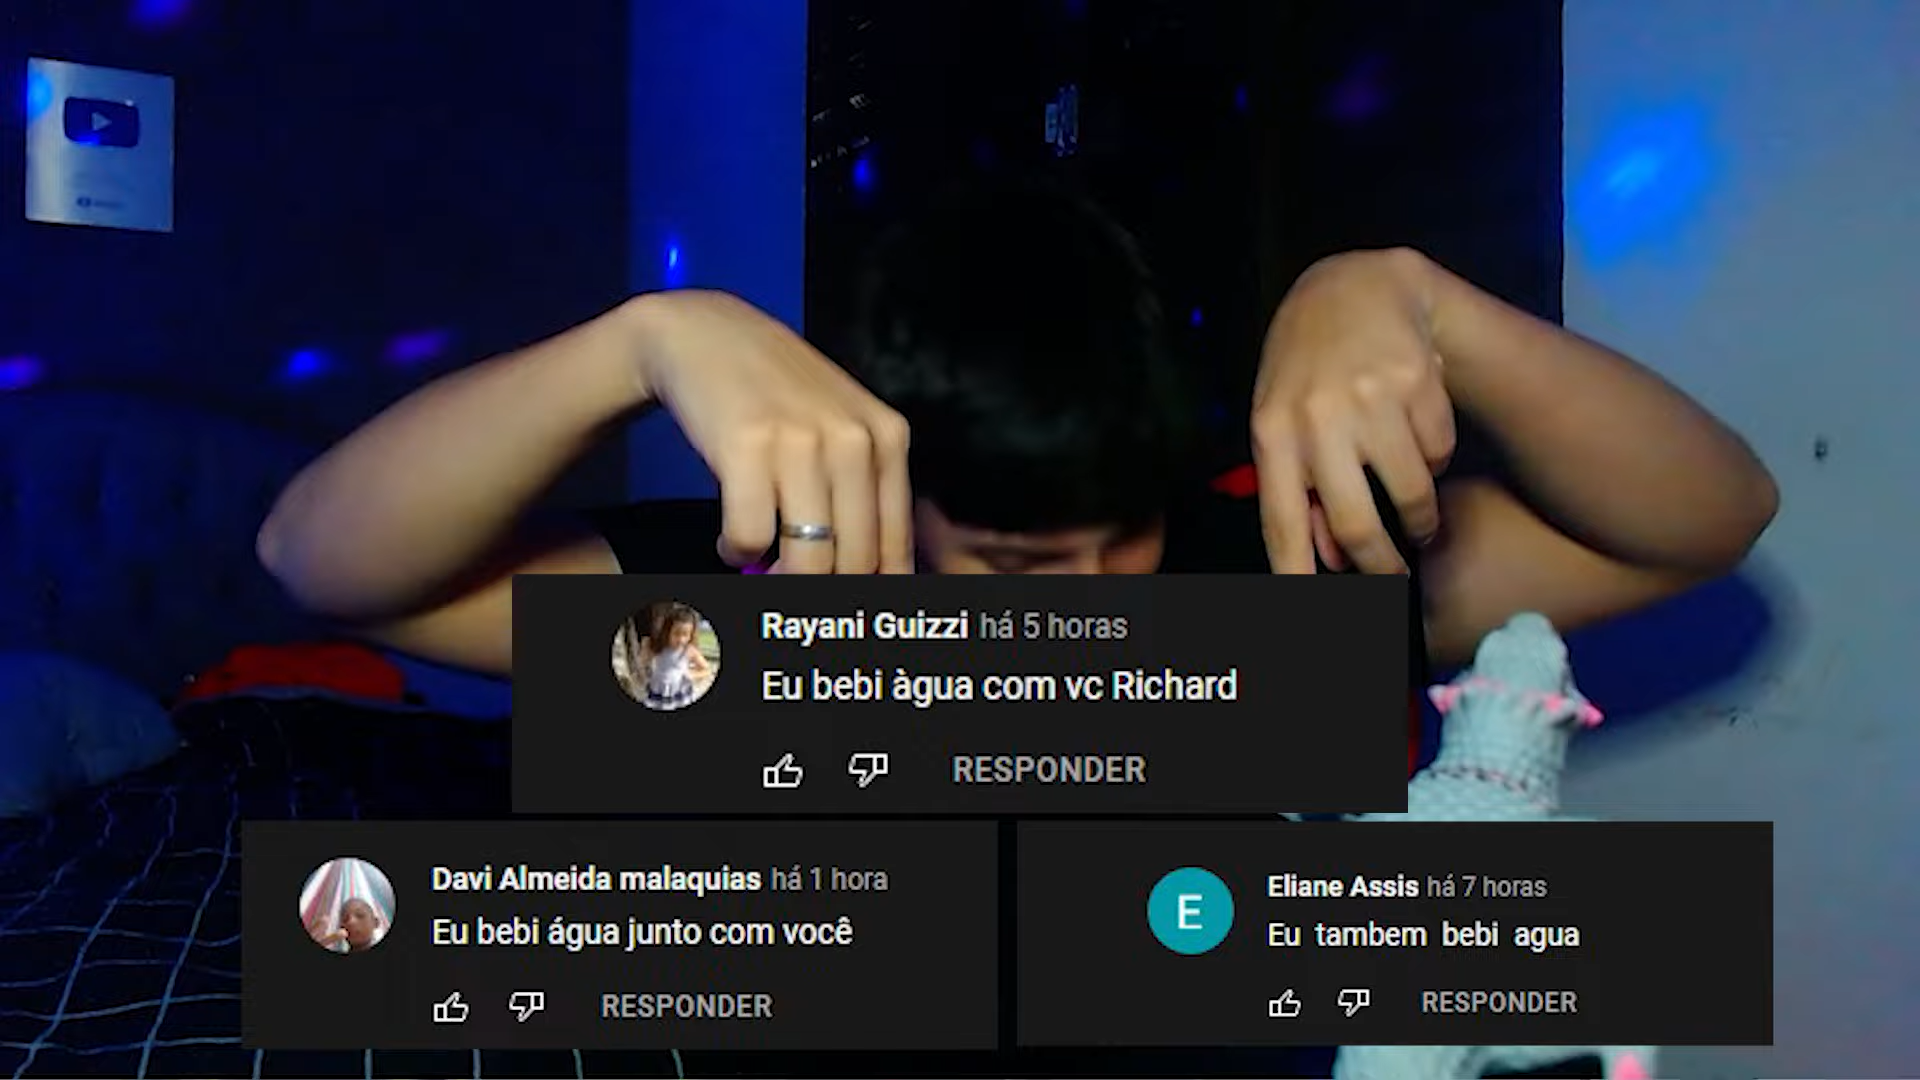 Rayani Guizzi há 5 horas
Eu bebi àgua com vc Richard
RESPONDER
Davi Almeida malaquias há 1 hora
Eu bebi água junto com você
RESPONDER
E
Eliane Assis há 7 horas
Eu tambem bebi agua
RESPONDER